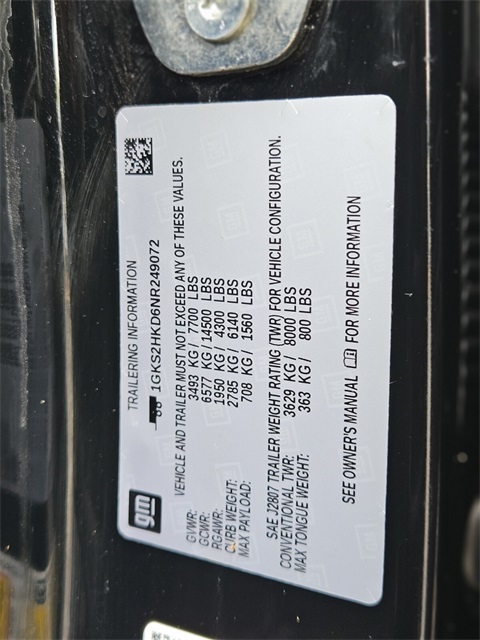 gm
TRAILERING INFORMATION
1GKS2HKD6NR249072
VEHICLE AND TRAILER MUST NOT EXCEED ANY OF THESE VALUES.
GVWR: 3493 KG / 7700 LBS
GCWR: 6577 KG / 14500 LBS
RGAWR: 1950 KG / 4300 LBS
CURB WEIGHT: 2785 KG / 6140 LBS
MAX PAYLOAD: 708 KG / 1560 LBS
SAE J2807 TRAILER WEIGHT RATING (TWR) FOR VEHICLE CONFIGURATION.
CONVENTIONAL TWR: 3629 KG / 8000 LBS
MAX TONGUE WEIGHT: 363 KG / 800 LBS
SEE OWNER'S MANUAL FOR MORE INFORMATION